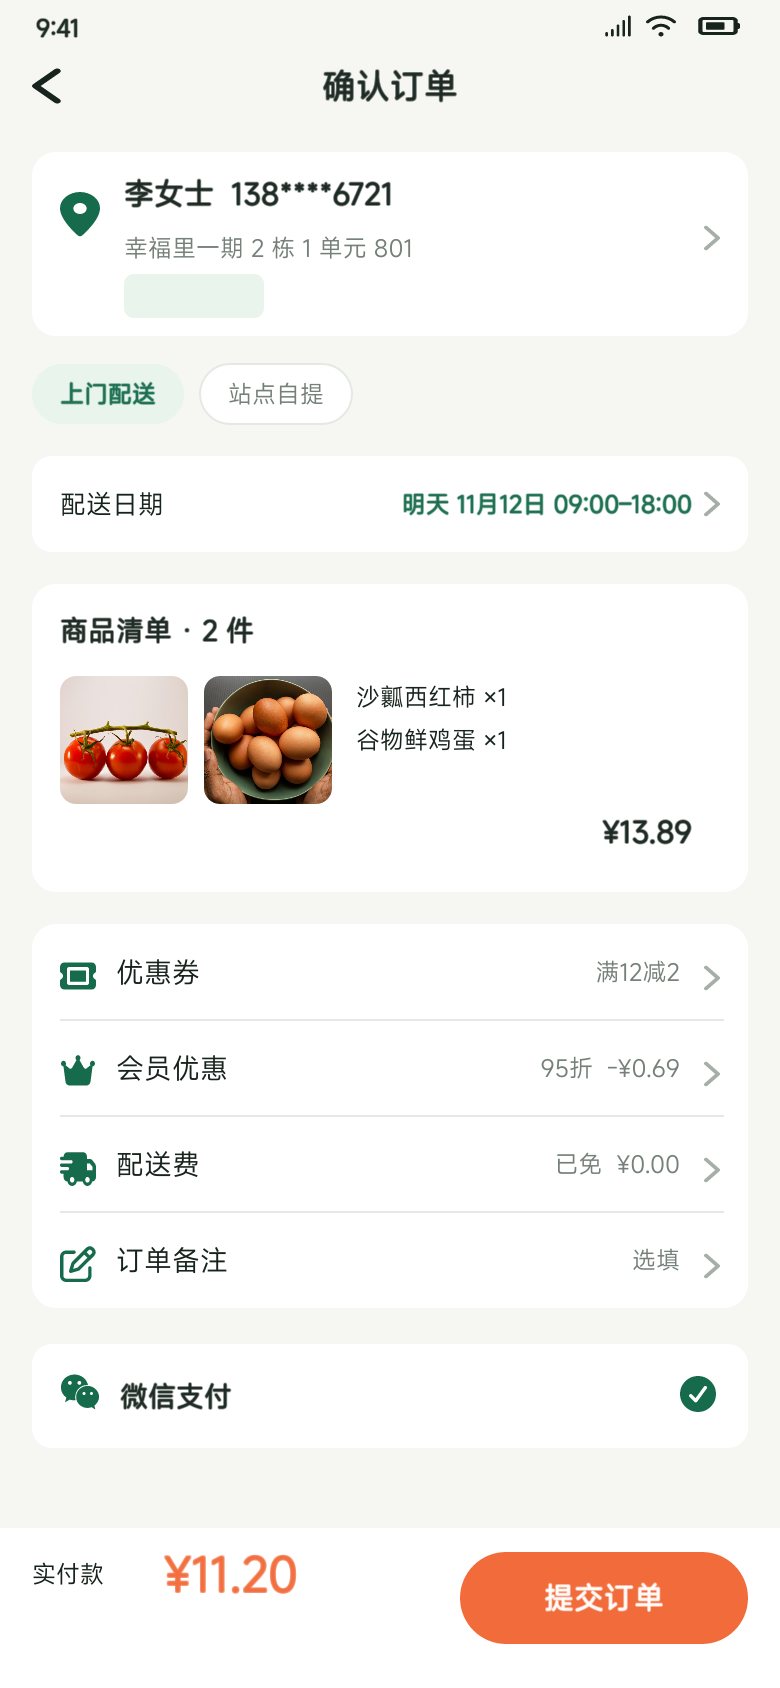 9:41
确认订单
李女士 138****6721
幸福里一期 2 栋 1 单元 801
上门配送
站点自提
配送日期
明天 11月12日 09:00–18:00
商品清单 · 2 件
沙瓤西红柿 ×1
谷物鲜鸡蛋 ×1
¥13.89
优惠券
满12减2
会员优惠
95折 -¥0.69
配送费
已免 ¥0.00
订单备注
选填
微信支付
实付款
¥11.20
提交订单